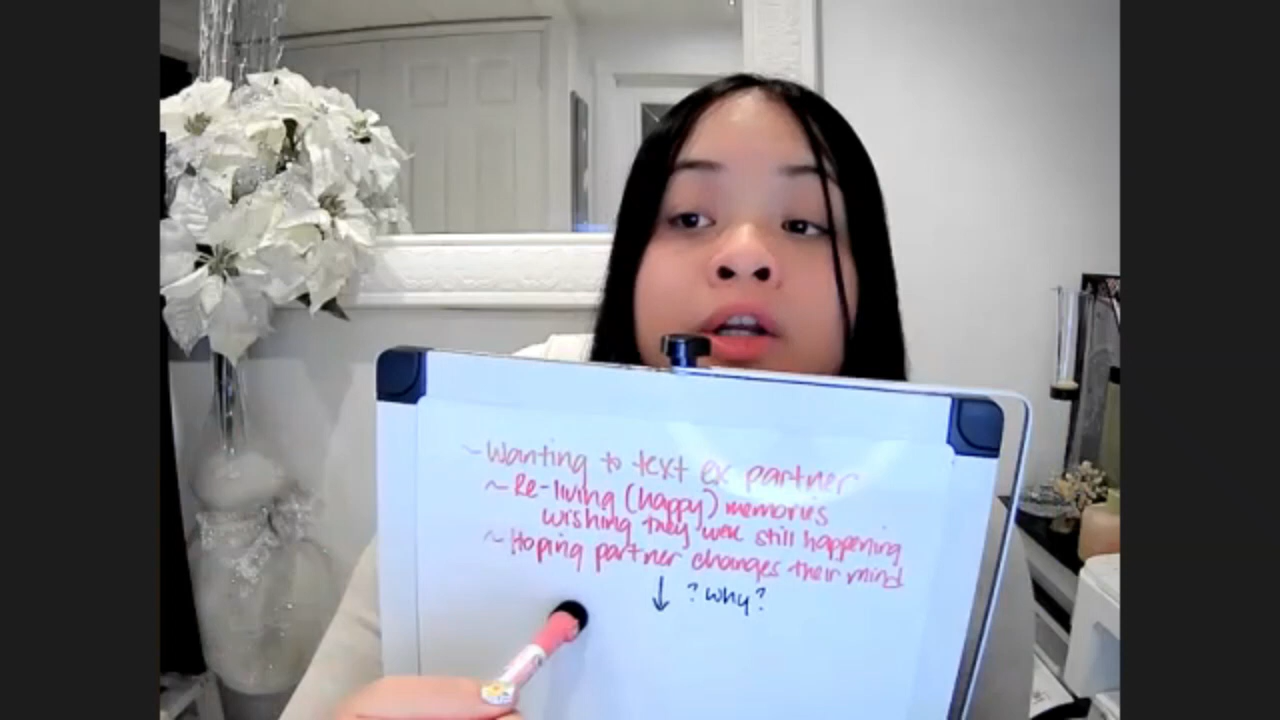 ~ Wanting to text ex partner
~ Re-living (happy) memories
wishing they were still happening
~ Hoping partner changes their mind
↓ ? why?